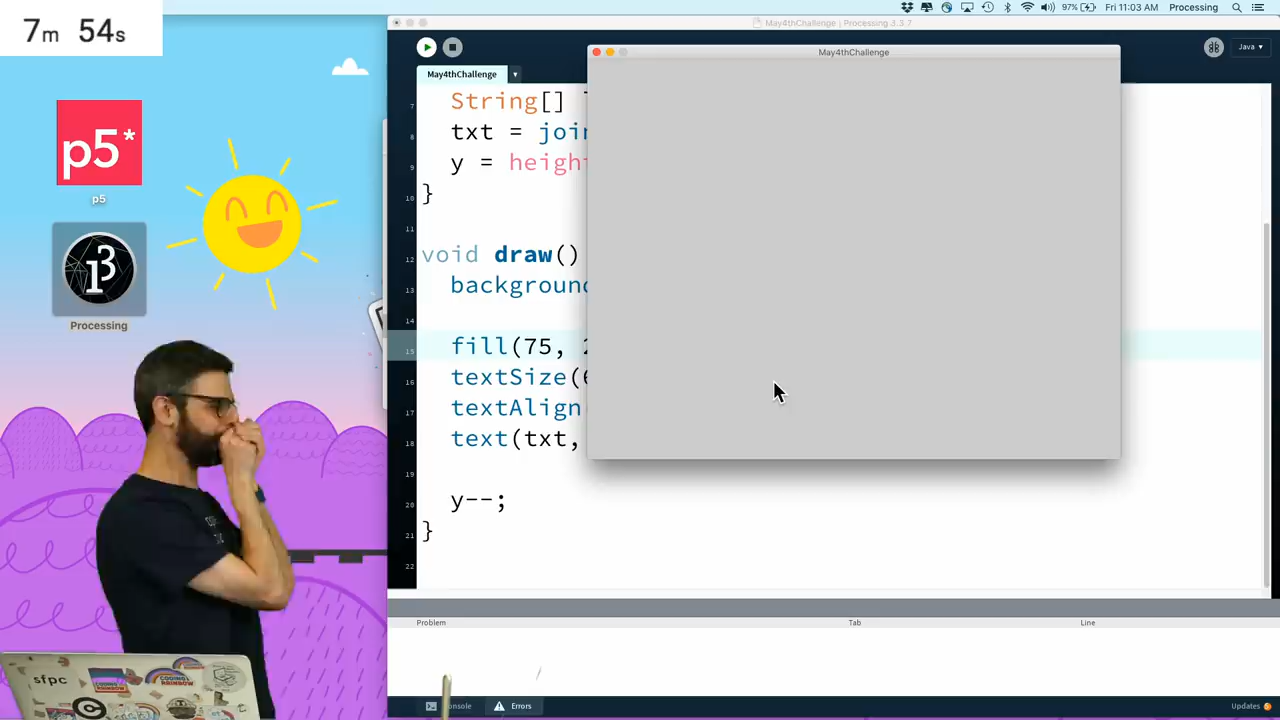 7m 54s
97%
Fri 11:03 AM Processing
May4thChallenge | Processing 3.3.7
Java
May4thChallenge
May4thChallenge
p5*
p5
Processing
7 String[]
8 txt = join
9 y = height
10 }
11
12 void draw()
13 background
14
15 fill(75,
16 textSize(
17 textAlign
18 text(txt,
19
20 y--;
21 }
22
Problem Tab Line
Console Errors Updates
sfpc